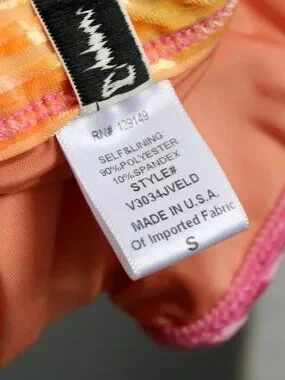 RN# 129149
SELF&LINING
90%POLYESTER
10%SPANDEX
STYLE#
V3034JVELD
MADE IN U.S.A.
Of Imported Fabric
S